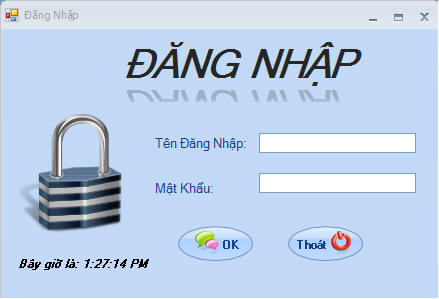 Đăng Nhập
ĐĂNG NHẬP
Tên Đăng Nhập:
Mật Khẩu:
OK
Thoát
Bây giờ là: 1:27:14 PM